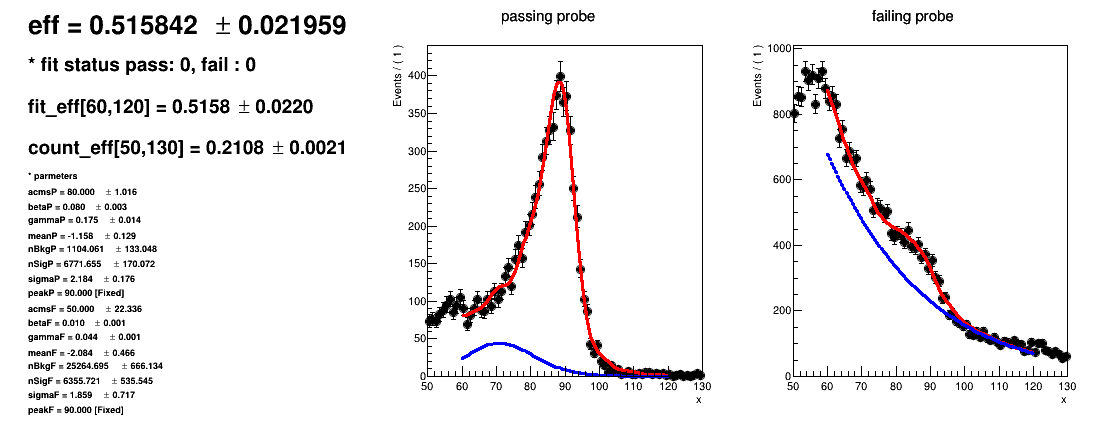 eff = 0.515842 ± 0.021959
* fit status pass: 0, fail : 0
fit_eff[60,120] = 0.5158 ± 0.0220
count_eff[50,130] = 0.2108 ± 0.0021
* parmeters
acmsP = 80.000 ± 1.016
betaP = 0.080 ± 0.003
gammaP = 0.175 ± 0.014
meanP = -1.158 ± 0.129
nBkgP = 1104.061 ± 133.048
nSigP = 6771.655 ± 170.072
sigmaP = 2.184 ± 0.176
peakP = 90.000 [Fixed]
acmsF = 50.000 ± 22.336
betaF = 0.010 ± 0.001
gammaF = 0.044 ± 0.001
meanF = -2.084 ± 0.466
nBkgF = 25264.695 ± 666.134
nSigF = 6355.721 ± 535.545
sigmaF = 1.859 ± 0.717
peakF = 90.000 [Fixed]
passing probe
Events / ( 1 )
400
350
300
250
200
150
100
50
0
50 60 70 80 90 100 110 120 130
x
failing probe
Events / ( 1 )
1000
800
600
400
200
0
50 60 70 80 90 100 110 120 130
x